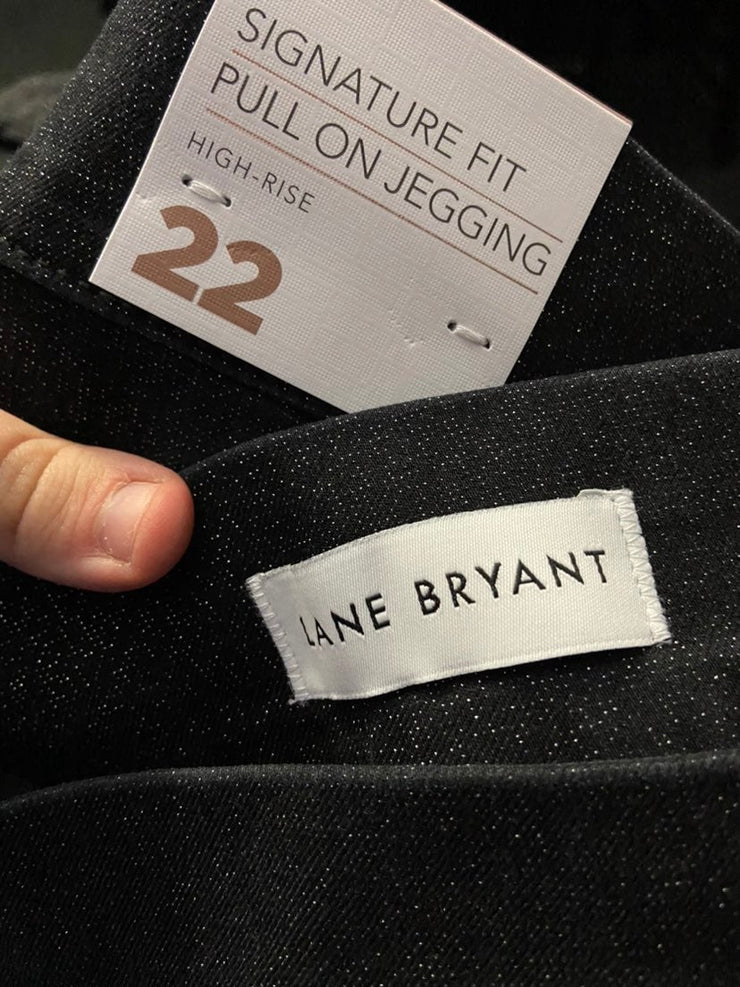 SIGNATURE FIT
PULL ON JEGGING
HIGH-RISE
22
LANE BRYANT